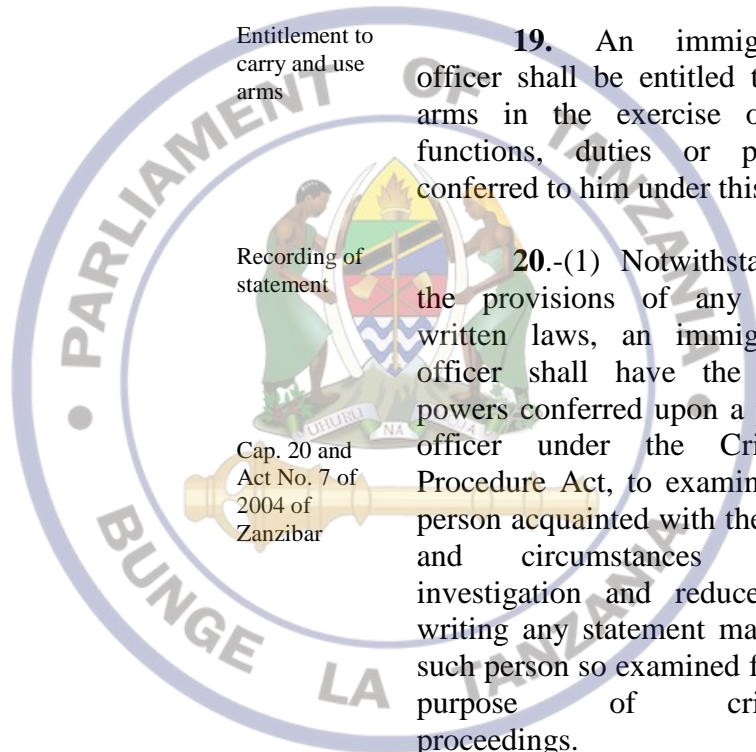 Entitlement to
carry and use
arms
19. An immig
officer shall be entitled t
arms in the exercise o
functions, duties or p
conferred to him under this
Recording of
statement
20.-(1) Notwithsta
the provisions of any
written laws, an immig
officer shall have the
powers conferred upon a
officer under the Cri
Cap. 20 and
Act No. 7 of
2004 of
Zanzibar
Procedure Act, to examin
person acquainted with the
and circumstances
investigation and reduce
writing any statement ma
such person so examined f
purpose of cri
proceedings.
PARLIAMENT OF TANZANIA
BUNGE LA TANZANIA
UHURU NA